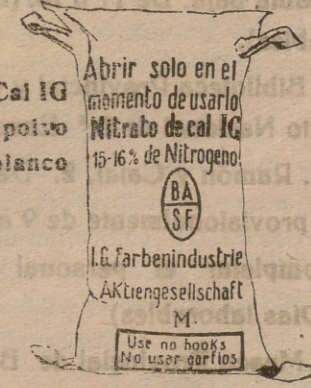 Cal IG
polvo
blanco
Abrir solo en el
momento de usarlo
Nitrato de cal IG
15-16% de Nitrogeno
BA
SF
I.G. Farbenindustrie
Aktiengesellschaft
M.
Use no hooks
No usar garfios